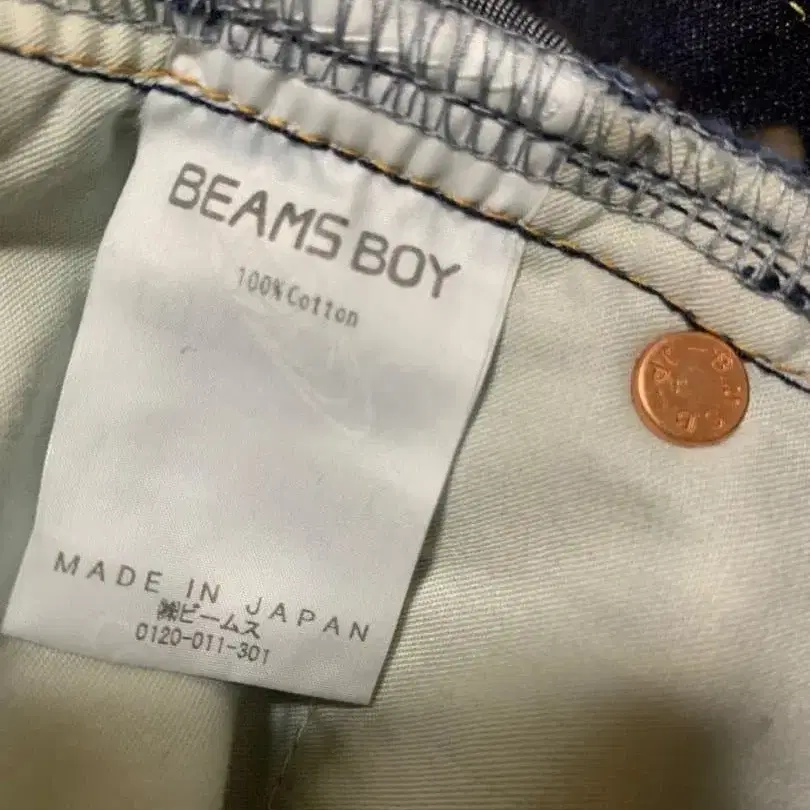 BEAMS BOY
100% Cotton
MADE IN JAPAN
㈱ビームス
0120-011-301